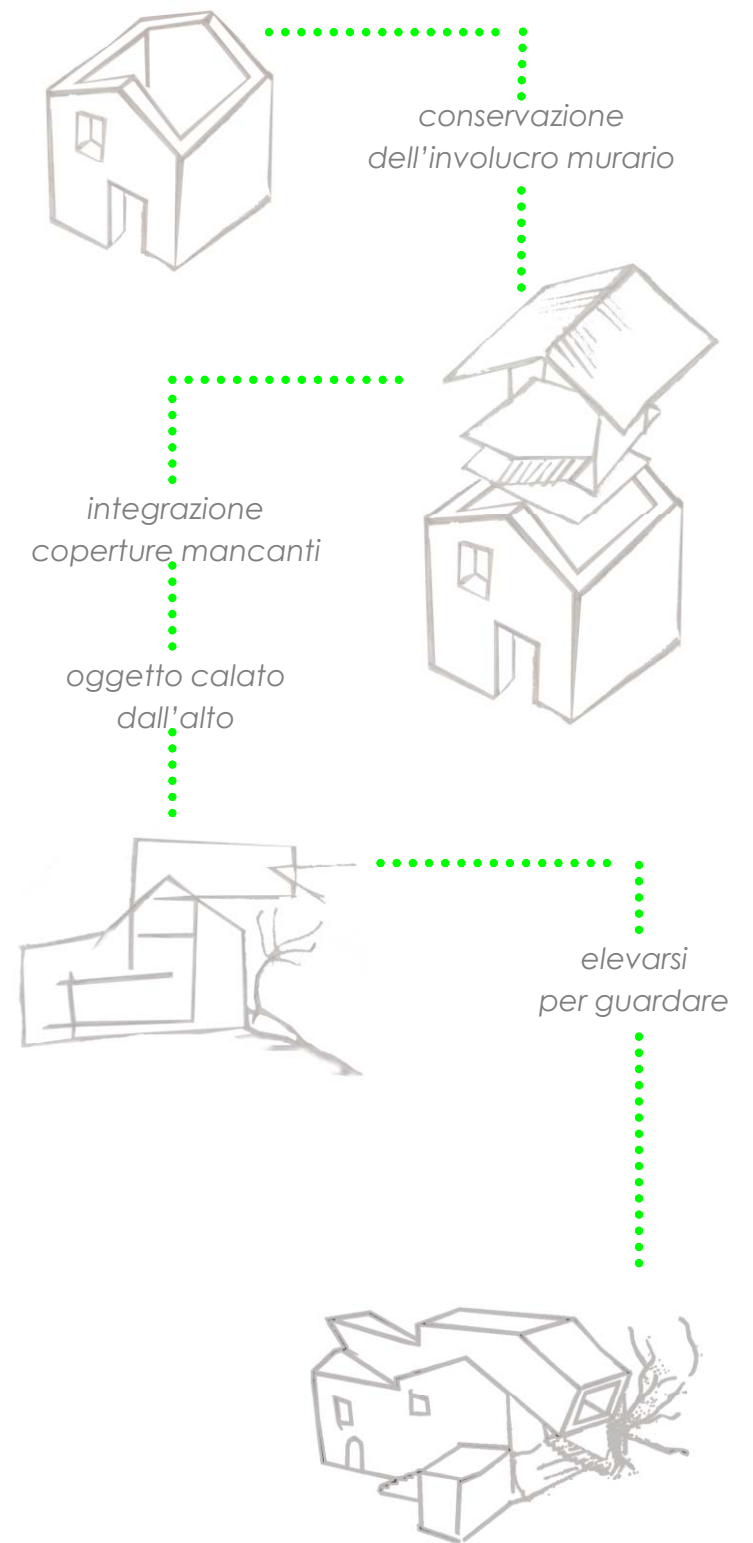 conservazione
dell’involucro murario
integrazione
coperture mancanti
oggetto calato
dall’alto
elevarsi
per guardare